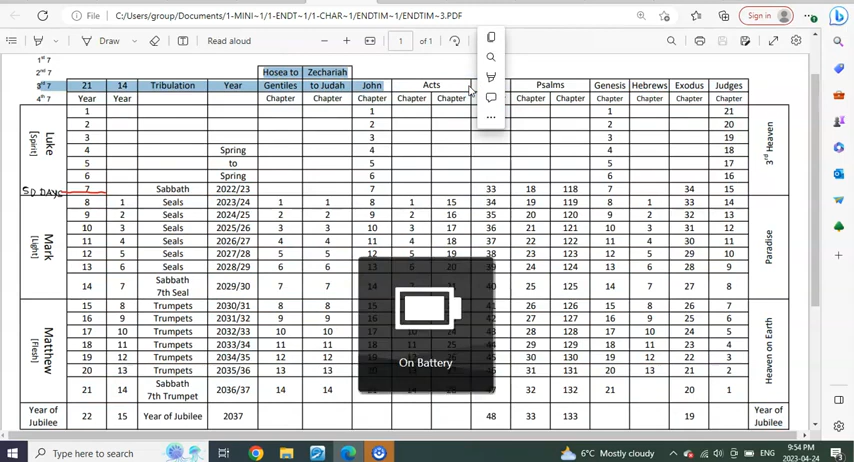 File C:/Users/group/Documents/1-MINI~1/1-ENDT~1/1-CHAR~1/ENDTIM~1/ENDTIM~3.PDF Sign in
Draw Read aloud 1 of 1
1st 7
2nd 7 Hosea to Zechariah
3rd 7 21 14 Tribulation Year Gentiles to Judah John Acts Psalms Genesis Hebrews Exodus Judges
4th 7 Year Year Chapter Chapter Chapter Chapter Chapter Chapter Chapter Chapter Chapter Chapter Chapter
1 1 1 21
2 2 2 20
3 3 3 19
4 Spring 4 4 18
5 to 5 5 17
6 Spring 6 6 16
7 Sabbath 2022/23 7 33 18 118 7 34 15
8 1 Seals 2023/24 1 1 8 1 15 34 19 119 8 1 33 14
9 2 Seals 2024/25 2 2 9 2 16 35 20 120 9 2 32 13
10 3 Seals 2025/26 3 3 10 3 17 36 21 121 10 3 31 12
11 4 Seals 2026/27 4 4 11 4 18 37 22 122 11 4 30 11
12 5 Seals 2027/28 5 5 12 5 19 38 23 123 12 5 29 10
13 6 Seals 2028/29 6 6 13 6 20 39 24 124 13 6 28 9
14 7 Sabbath 7th Seal 2029/30 7 7 40 25 125 14 7 27 8
15 8 Trumpets 2030/31 8 8 15 41 26 126 15 8 26 7
16 9 Trumpets 2031/32 9 9 16 42 27 127 16 9 25 6
17 10 Trumpets 2032/33 10 10 17 10 24 43 28 128 17 10 24 5
18 11 Trumpets 2033/34 11 11 44 29 129 18 11 23 4
19 12 Trumpets 2034/35 12 12 45 30 130 19 12 22 3
20 13 Trumpets 2035/36 13 13 46 31 131 20 13 21 2
21 14 Sabbath 7th Trumpet 2036/37 14 14 21 14 28 47 32 132 21 20 1
Year of Jubilee 22 15 Year of Jubilee 2037 48 33 133 19 Year of Jubilee
Luke
[Spirit]
Mark
[Light]
Matthew
[Flesh]
3rd Heaven
Paradise
Heaven on Earth
50 DAYS
On Battery
Type here to search
6°C Mostly cloudy ENG 9:54 PM
2023-04-24